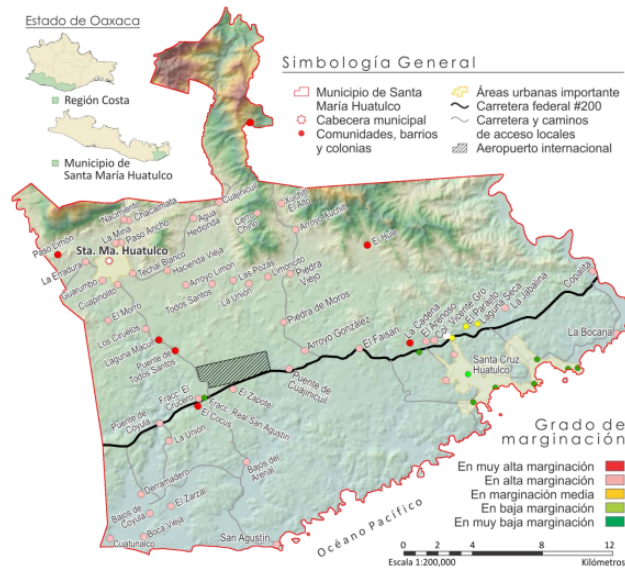 Estado de Oaxaca
Región Costa
Municipio de
Santa María Huatulco
Simbología General
Municipio de Santa
María Huatulco
Cabecera municipal
Comunidades, barrios
y colonias
Áreas urbanas importante
Carretera federal #200
Carretera y caminos
de acceso locales
Aeropuerto internacional
Nacimiento
Chacalmata
La Mina
Paso Ancho
Paso Limón
Sta. Ma. Huatulco
La Erradura
Guarumbo
Cuapinolito
Techal Blanco
Hacienda Vieja
Agua
Hedionda
Cuajinicuil
Cerro
Chino
Xuchitl
El Alto
Arroyo Xuchitl
El Huin
Arroyo Limón
Todos Santos
Las Pozas
La Unión
Limoncito
Piedra
Viejo
Piedra de Moros
El Morro
Los Ciruelos
Laguna Macuil
Puente de
Todos Santos
Arroyo González
El Faisán
La Cadena
El Arenoso
Col. Vicente Gro.
El Paraíso
Laguna Seca
La Jabalina
Copalita
La Bocana
Santa Cruz
Huatulco
Puente de
Cuajinicuil
Fracc. El
Crucero
El Zapote
Fracc. Real San Agustín
El Cocus
Puente de
Coyula
La Unión
Bajos del
Arenal
Derramadero
El Zarzal
Bajos de
Coyula
Boca Vieja
Cuatunalco
San Agustín
Océano Pacífico
Grado de
marginación
En muy alta marginación
En alta marginación
En marginación media
En baja marginación
En muy baja marginación
0 2 4 8 12
Escala 1:200,000
Kilómetros